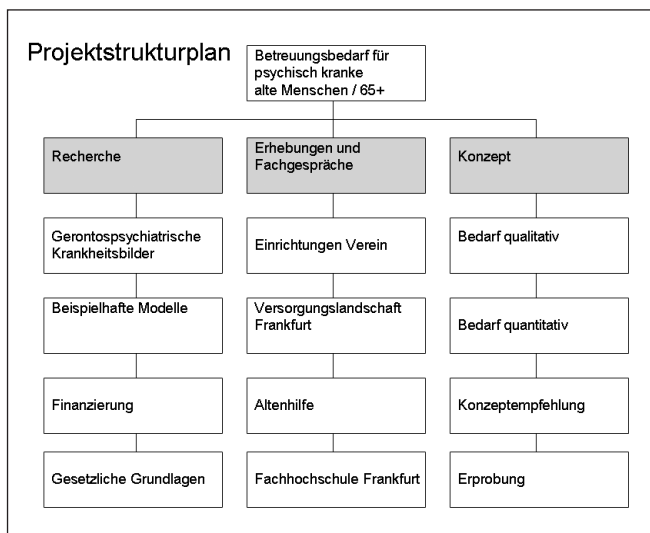 Projektstrukturplan
Betreuungsbedarf für
psychisch kranke
alte Menschen / 65+
Recherche
Gerontospsychiatrische
Krankheitsbilder
Beispielhafte Modelle
Finanzierung
Gesetzliche Grundlagen
Erhebungen und
Fachgespräche
Einrichtungen Verein
Versorgungslandschaft
Frankfurt
Altenhilfe
Fachhochschule Frankfurt
Konzept
Bedarf qualitativ
Bedarf quantitativ
Konzeptempfehlung
Erprobung